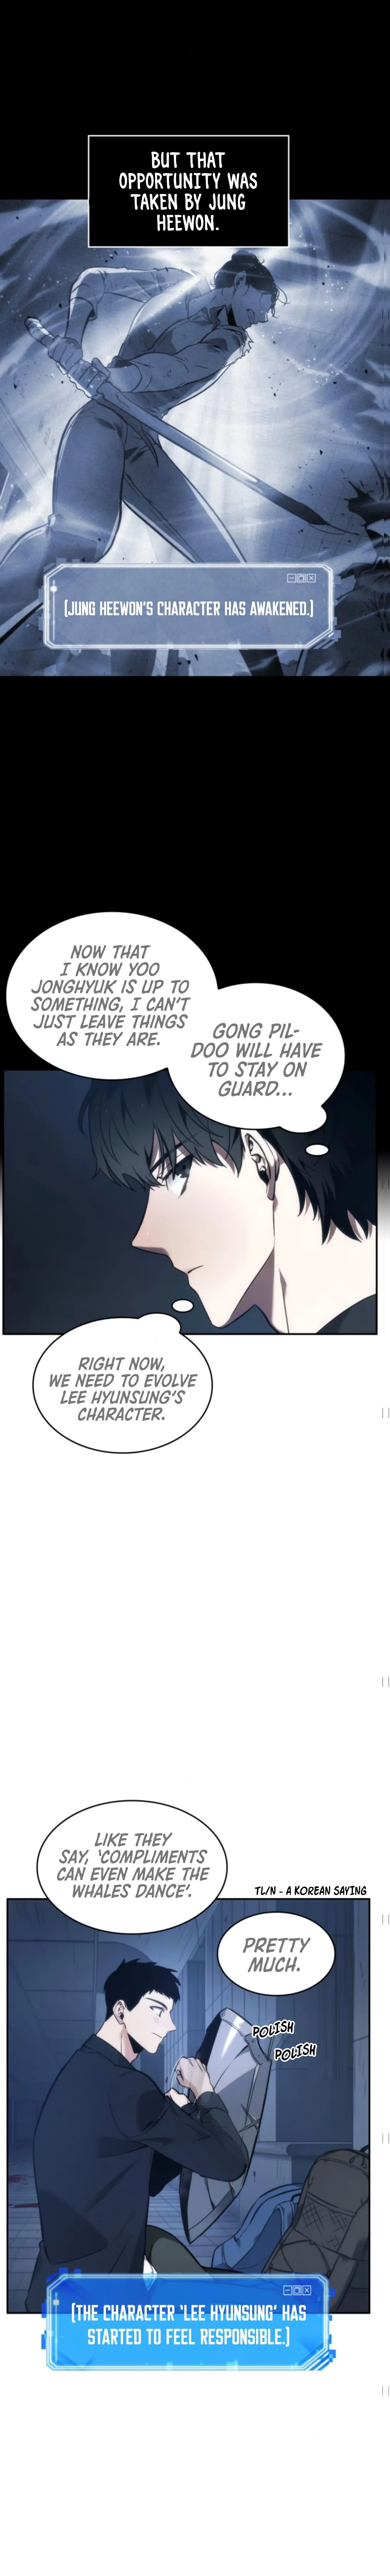 BUT THAT
OPPORTUNITY WAS
TAKEN BY JUNG
HEEWON.
[JUNG HEEWON'S CHARACTER HAS AWAKENED.]
NOW THAT
I KNOW YOO
JONGHYUK IS UP TO
SOMETHING, I CAN'T
JUST LEAVE THINGS
AS THEY ARE.
GONG PIL-
DOO WILL HAVE
TO STAY ON
GUARD...
RIGHT NOW,
WE NEED TO EVOLVE
LEE HYUNSUNG'S
CHARACTER.
LIKE THEY
SAY, 'COMPLIMENTS
CAN EVEN MAKE THE
WHALES DANCE'.
TL/N - A KOREAN SAYING
PRETTY
MUCH.
POLISH
POLISH
[THE CHARACTER 'LEE HYUNSUNG' HAS
STARTED TO FEEL RESPONSIBLE.]